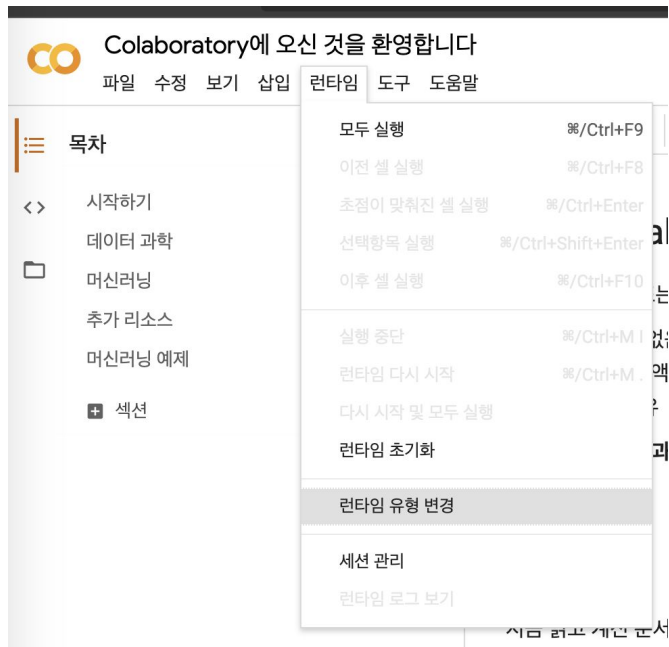 Colaboratory에 오신 것을 환영합니다
파일 수정 보기 삽입 런타임 도구 도움말
목차
시작하기
데이터 과학
머신러닝
추가 리소스
머신러닝 예제
섹션
모두 실행 ⌘/Ctrl+F9
이전 셀 실행 ⌘/Ctrl+F8
초점이 맞춰진 셀 실행 ⌘/Ctrl+Enter
선택항목 실행 ⌘/Ctrl+Shift+Enter
이후 셀 실행 ⌘/Ctrl+F10
실행 중단 ⌘/Ctrl+M I
런타임 다시 시작 ⌘/Ctrl+M .
다시 시작 및 모두 실행
런타임 초기화
런타임 유형 변경
세션 관리
런타임 로그 보기